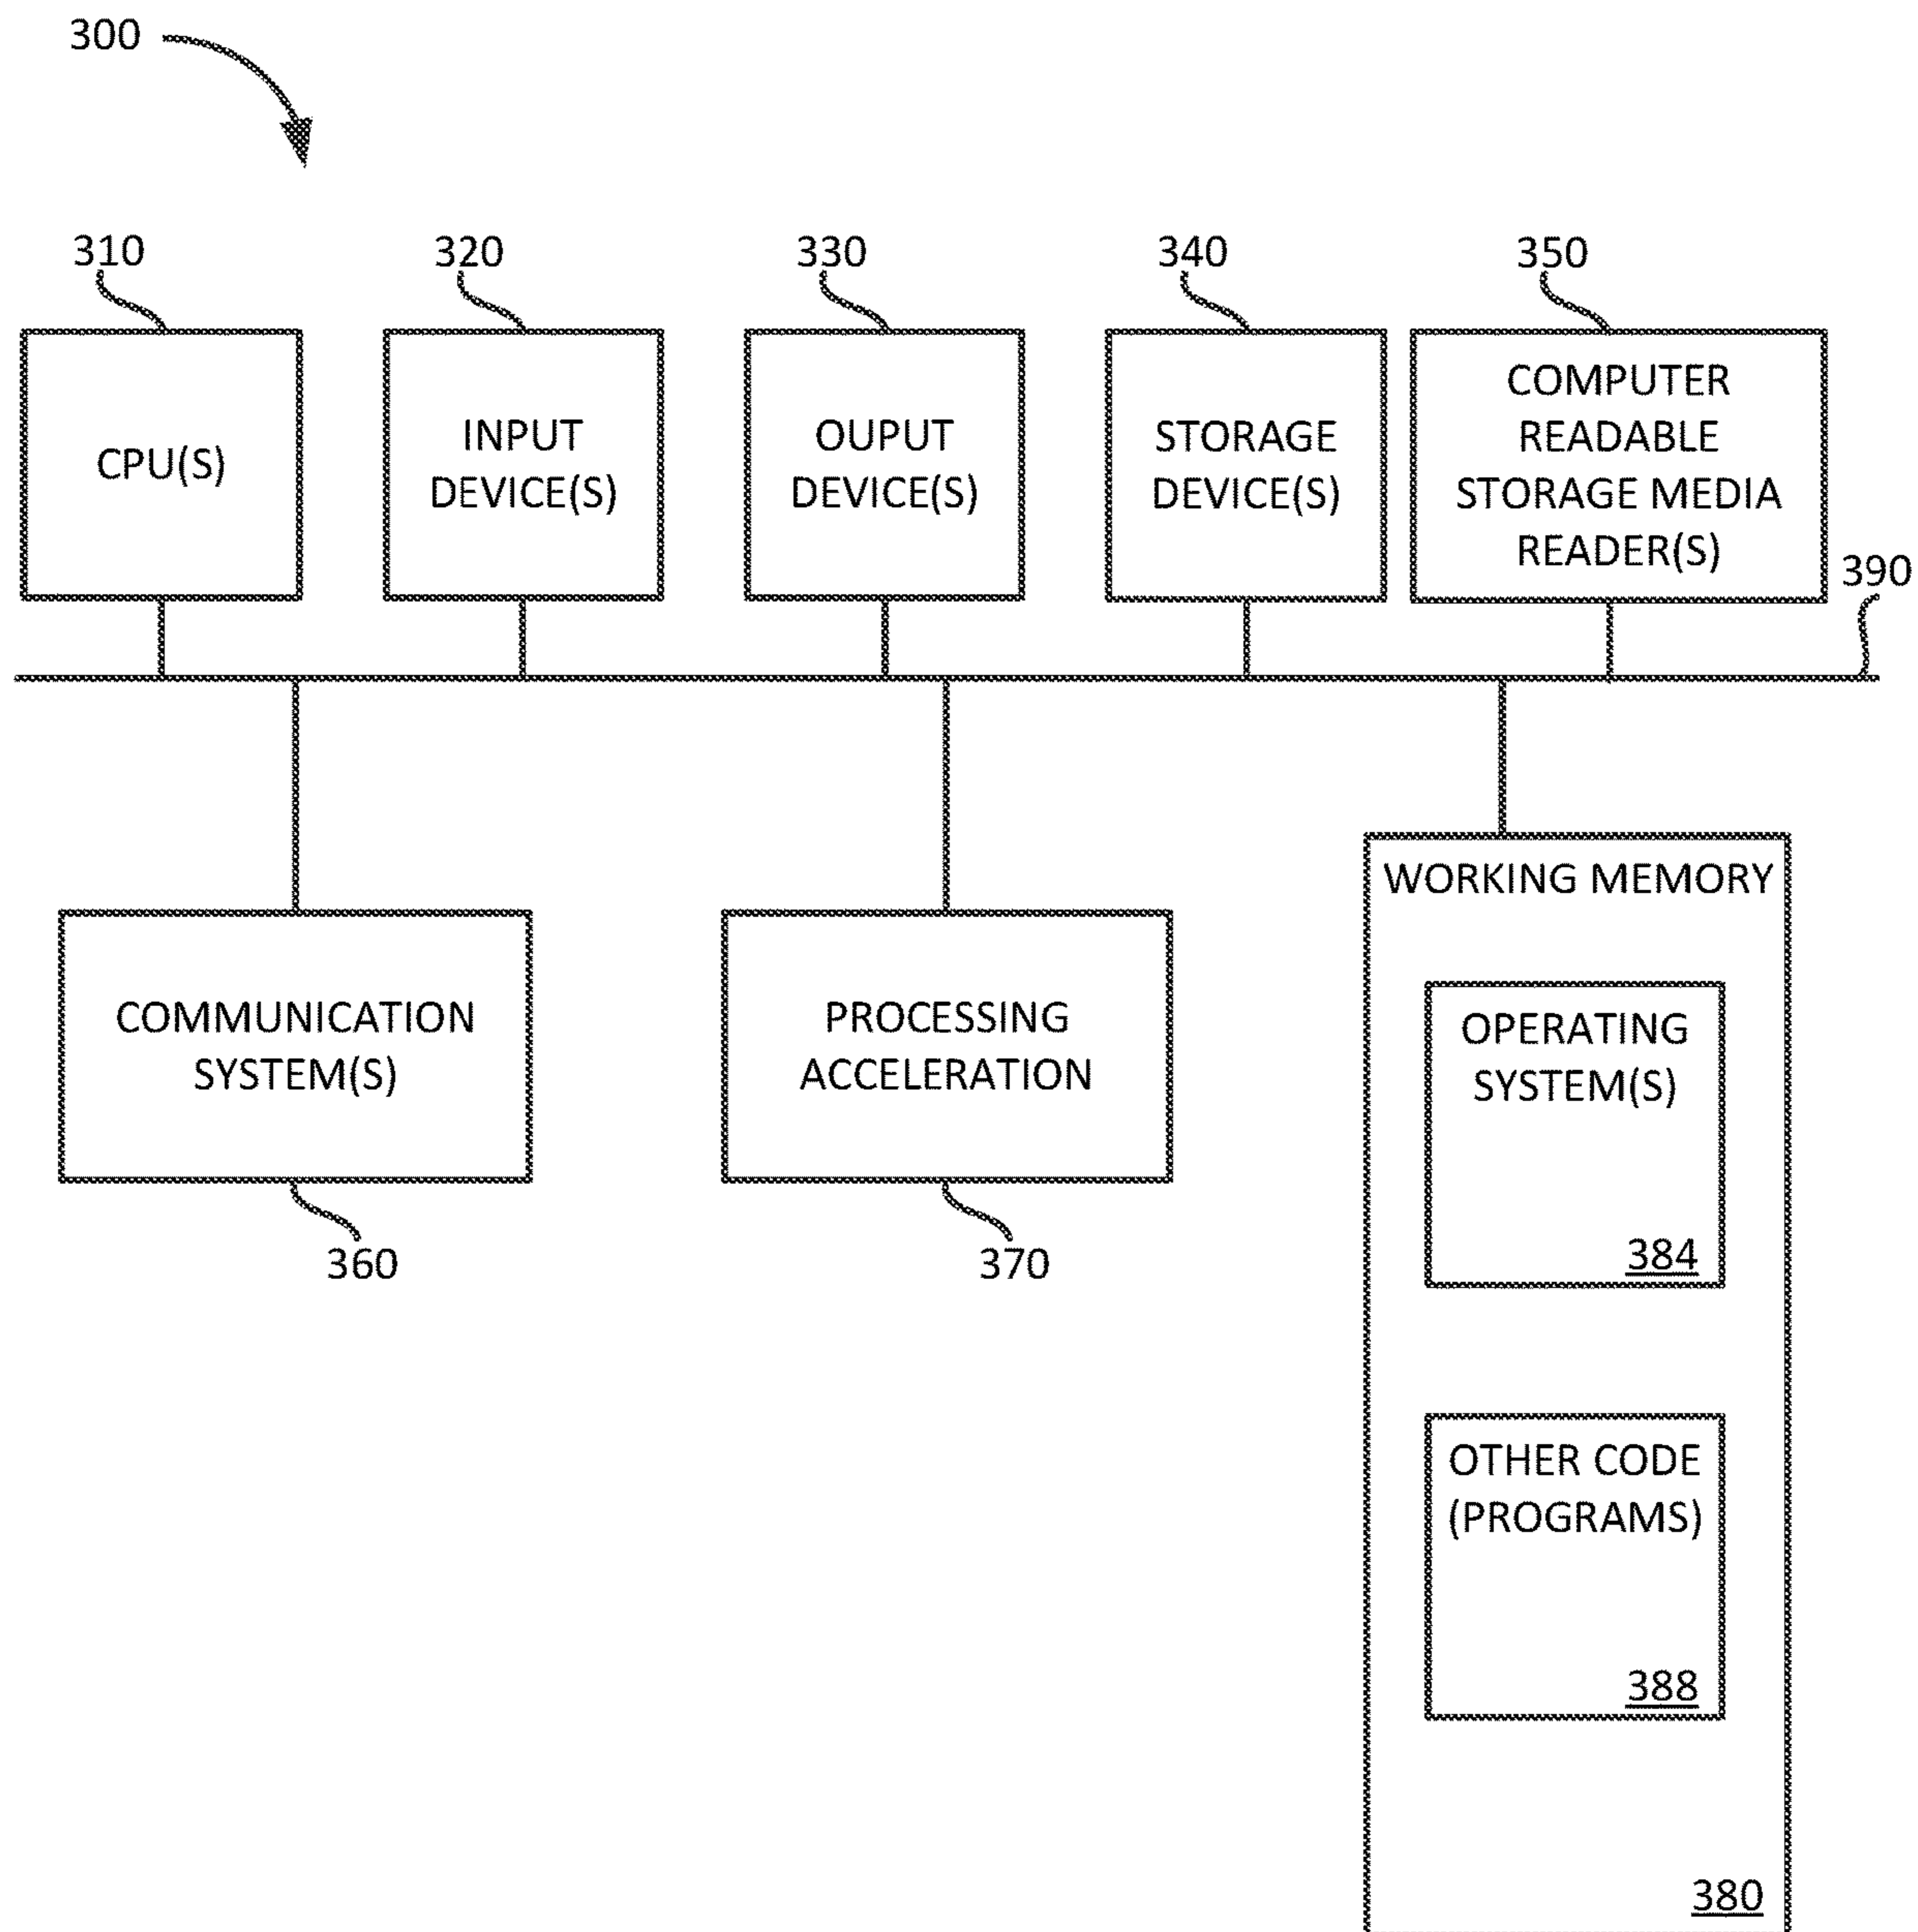 300
310
320
330
340
350
CPU(S)
INPUT
DEVICE(S)
OUPUT
DEVICE(S)
STORAGE
DEVICE(S)
COMPUTER
READABLE
STORAGE MEDIA
READER(S)
390
COMMUNICATION
SYSTEM(S)
360
PROCESSING
ACCELERATION
370
WORKING MEMORY
OPERATING
SYSTEM(S)
384
OTHER CODE
(PROGRAMS)
388
380